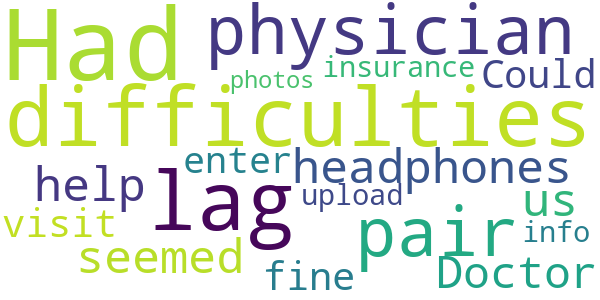 Had physician
photos insurance Could
difficulties
enter headphones
help lag upload us
visit pair info
seemed fine Doctor